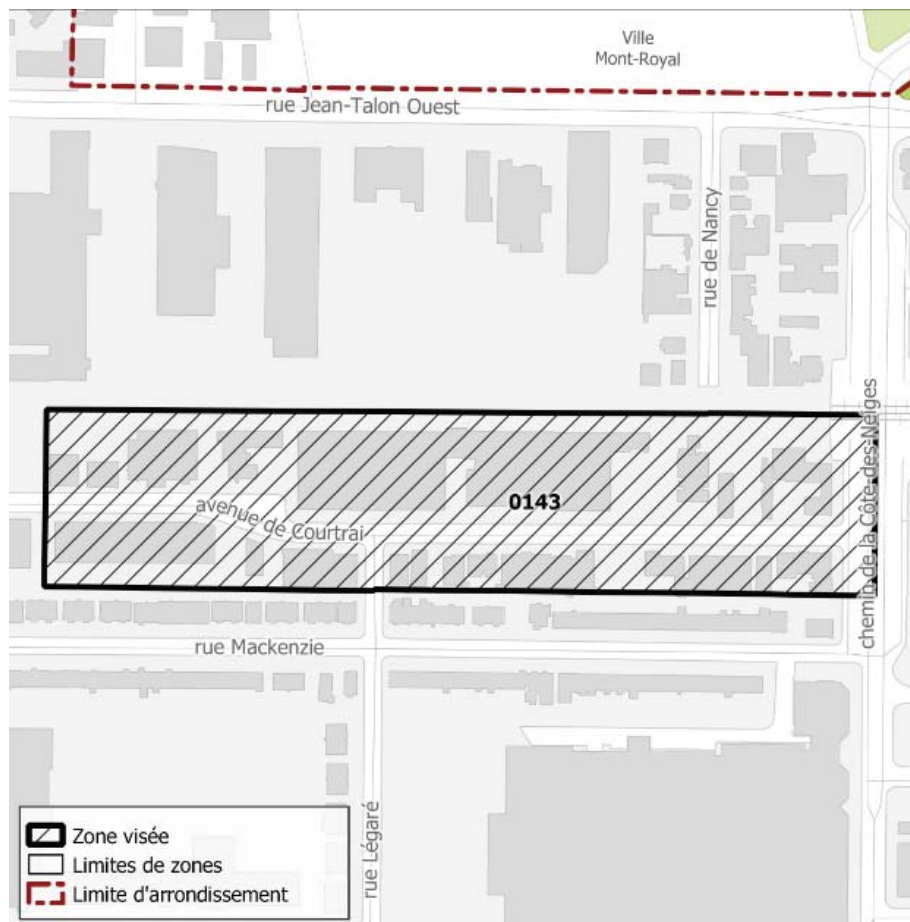 Ville
Mont-Royal
rue Jean-Talon Ouest
rue de Nancy
chemin de la Côte-des-Neiges
0143
avenue de Courtrai
rue Mackenzie
rue Légaré
Zone visée
Limites de zones
Limite d'arrondissement